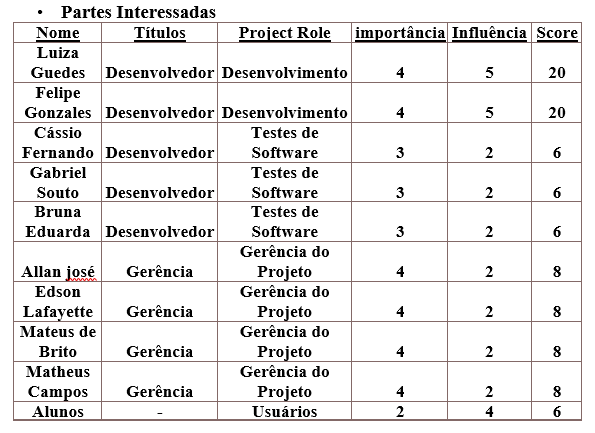 • Partes Interessadas
Nome Títulos Project Role importância Influência Score
Luiza
Guedes Desenvolvedor Desenvolvimento 4 5 20
Felipe
Gonzales Desenvolvedor Desenvolvimento 4 5 20
Cássio Testes de
Fernando Desenvolvedor Software 3 2 6
Gabriel Testes de
Souto Desenvolvedor Software 3 2 6
Bruna Testes de
Eduarda Desenvolvedor Software 3 2 6
Gerência do
Allan josé Gerência Projeto 4 2 8
Edson Gerência do
Lafayette Gerência Projeto 4 2 8
Mateus de Gerência do
Brito Gerência Projeto 4 2 8
Matheus Gerência do
Campos Gerência Projeto 4 2 8
Alunos - Usuários 2 4 6